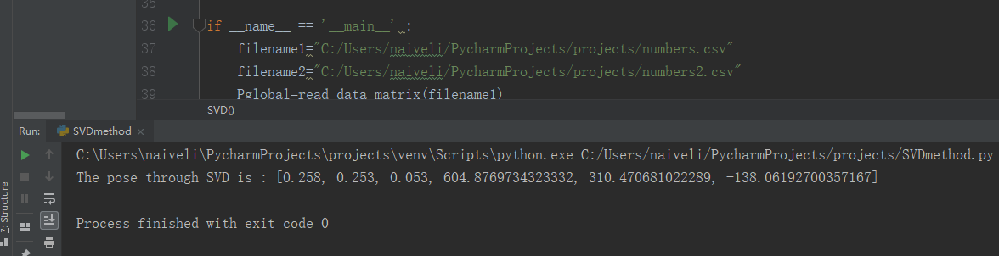 35
36 if __name__ == '__main__' :
37 filename1="C:/Users/naiveli/PycharmProjects/projects/numbers.csv"
38 filename2="C:/Users/naiveli/PycharmProjects/projects/numbers2.csv"
39 Pglobal=read_data_matrix(filename1)
SVD()
Run: SVDmethod ×
C:\Users\naiveli\PycharmProjects\projects\venv\Scripts\python.exe C:/Users/naiveli/PycharmProjects/projects/SVDmethod.py
The pose through SVD is : [0.258, 0.253, 0.053, 604.8769734323332, 310.470681022289, -138.06192700357167]
Process finished with exit code 0
7: Structure